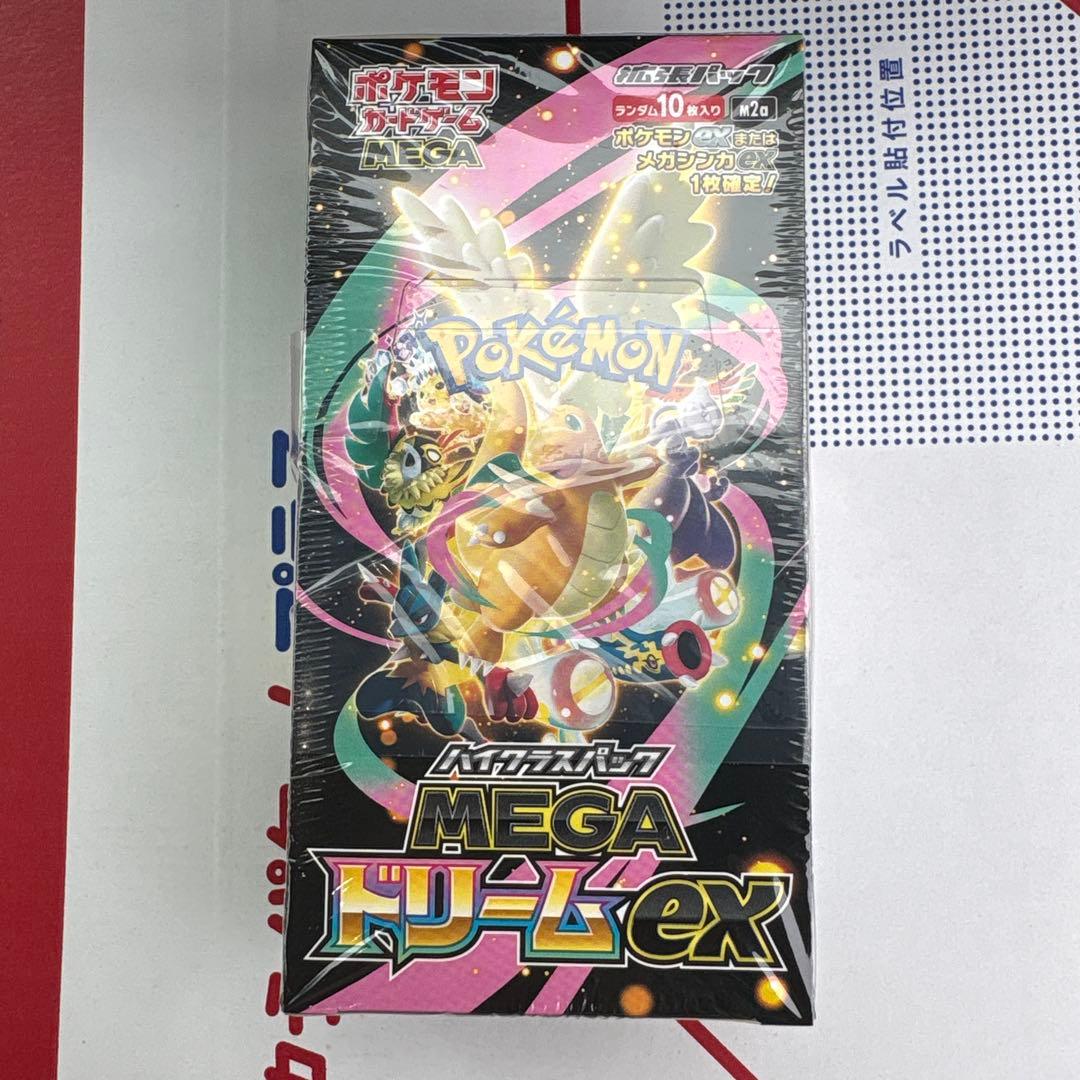 ポケモン
カードゲーム
MEGA
拡張パック
ランダム10枚入り M2a
ポケモンexまたは
メガシンカex
1枚確定!
POKéMON
ハイクラスパック
MEGA
ドリームex
ラベル貼付位置